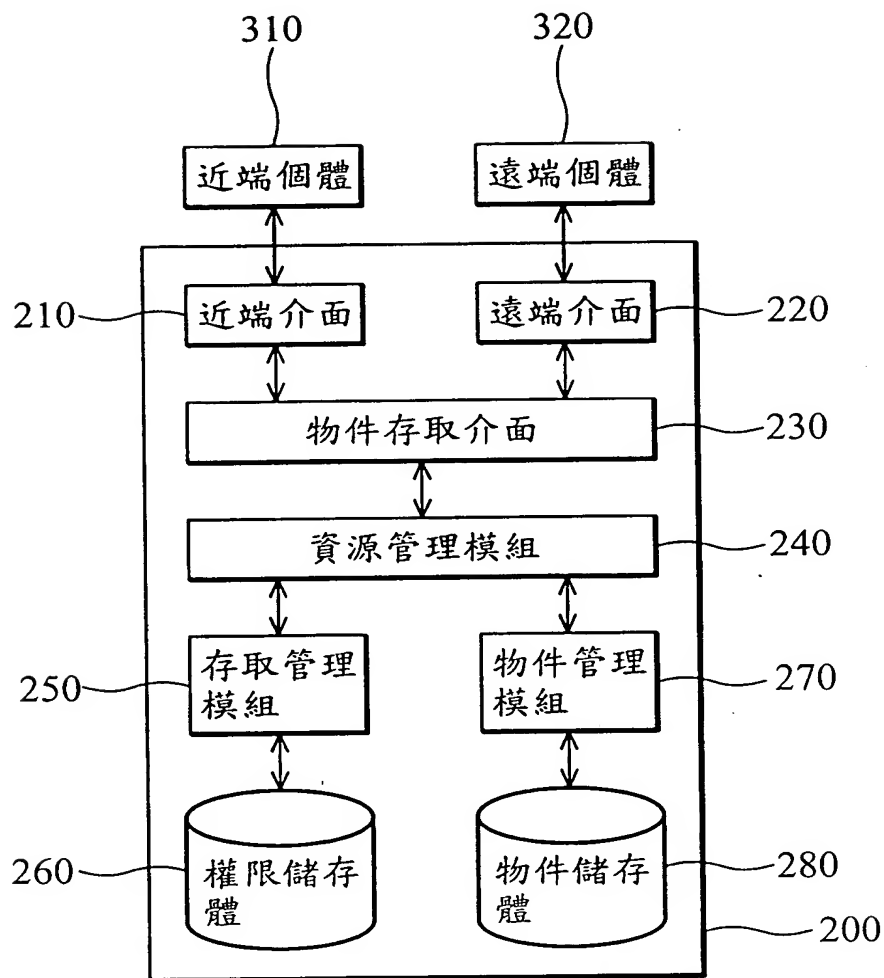 310
320
近端個體
遠端個體
210
近端介面
遠端介面
220
物件存取介面
230
資源管理模組
240
250
存取管理
模組
物件管理
模組
270
260
權限儲存
體
物件儲存
體
280
200